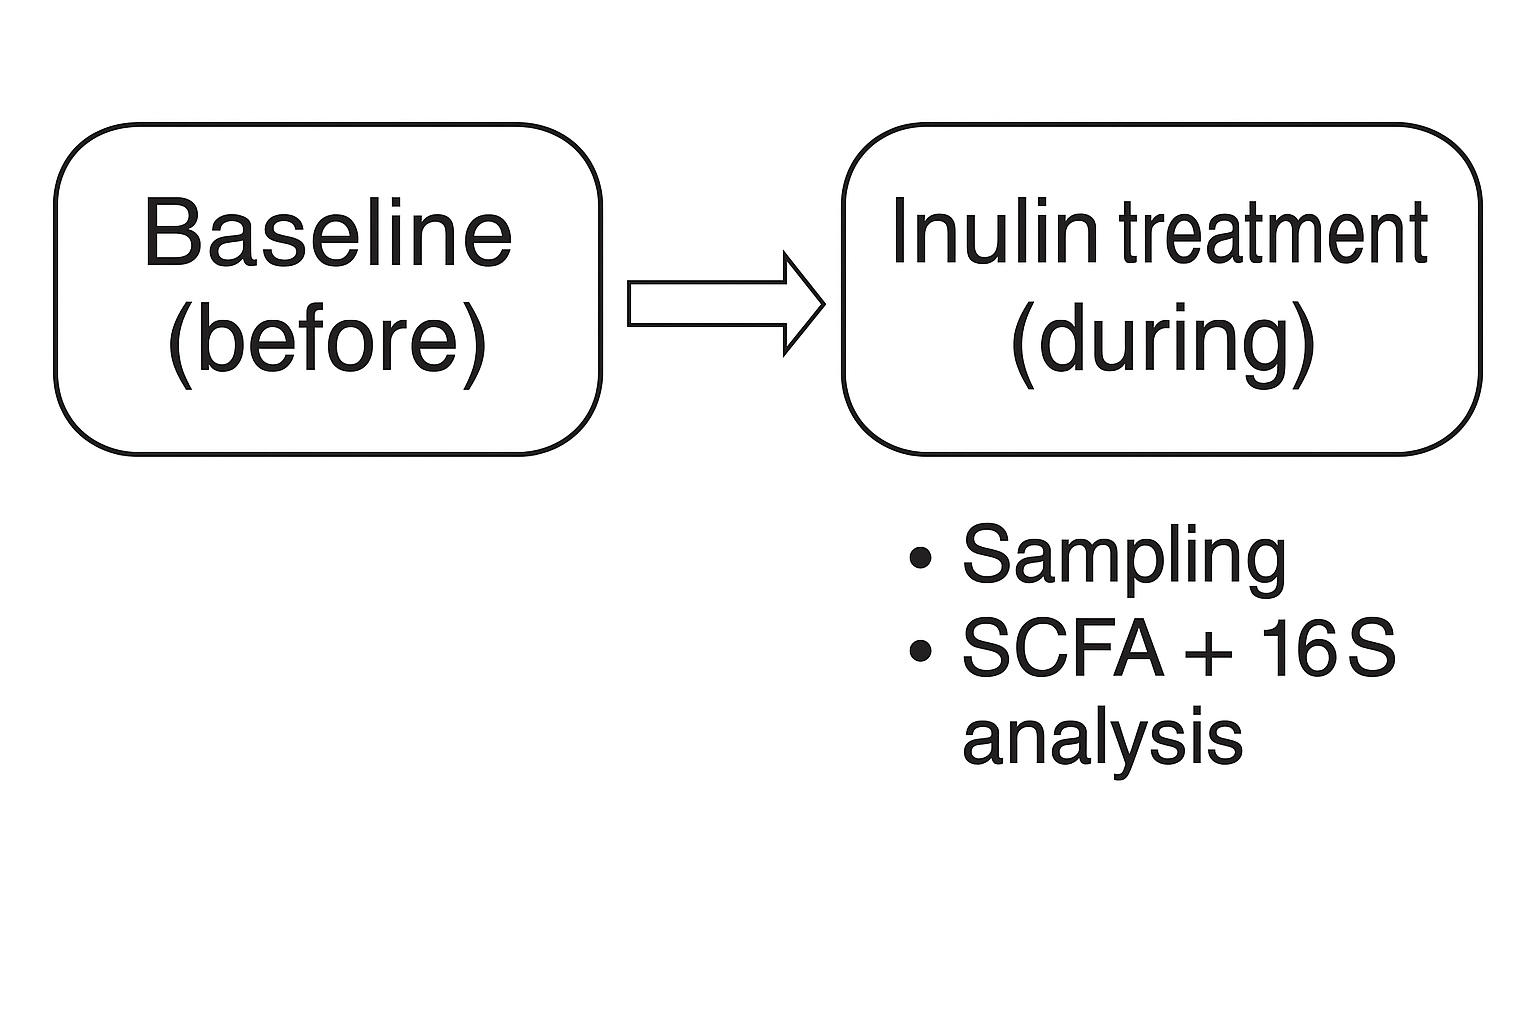 Baseline
(before)
Inulin treatment
(during)
• Sampling
• SCFA + 16S
analysis